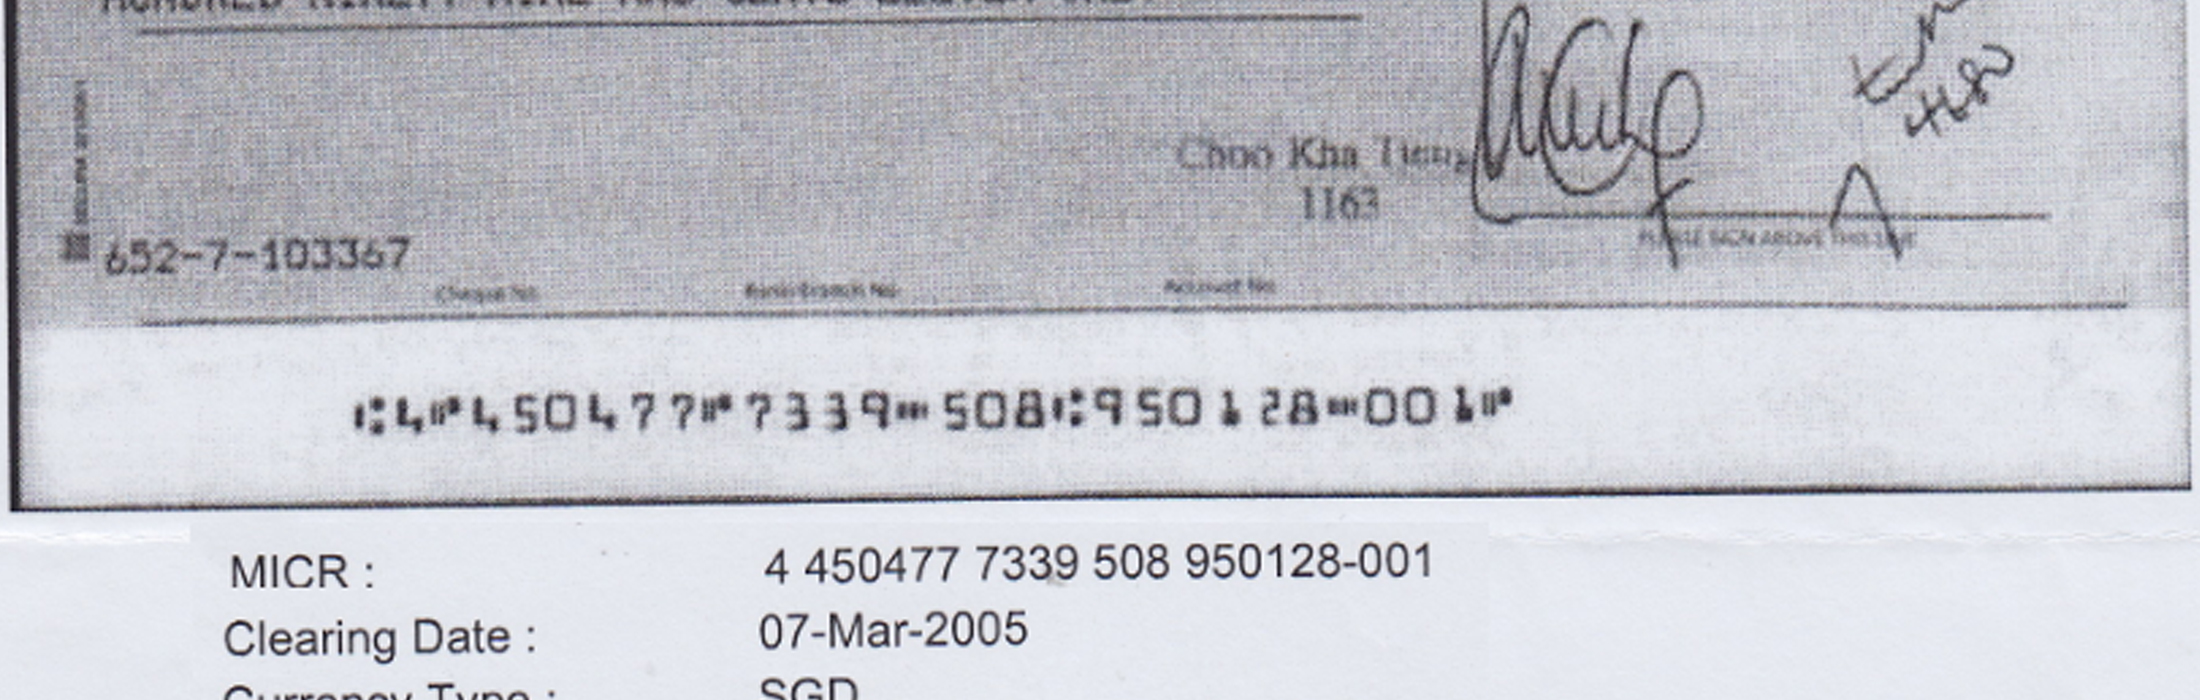 Choo Kha
1163
652-7-103367
PLEASE SIGN ABOVE THIS LINE
Cheque No. Bank/Branch No. Account No.
⑆4⑈450477⑈7339⑉508⑆950128⑉001⑈
MICR : 4 450477 7339 508 950128-001
Clearing Date : 07-Mar-2005
Currency Type : SGD